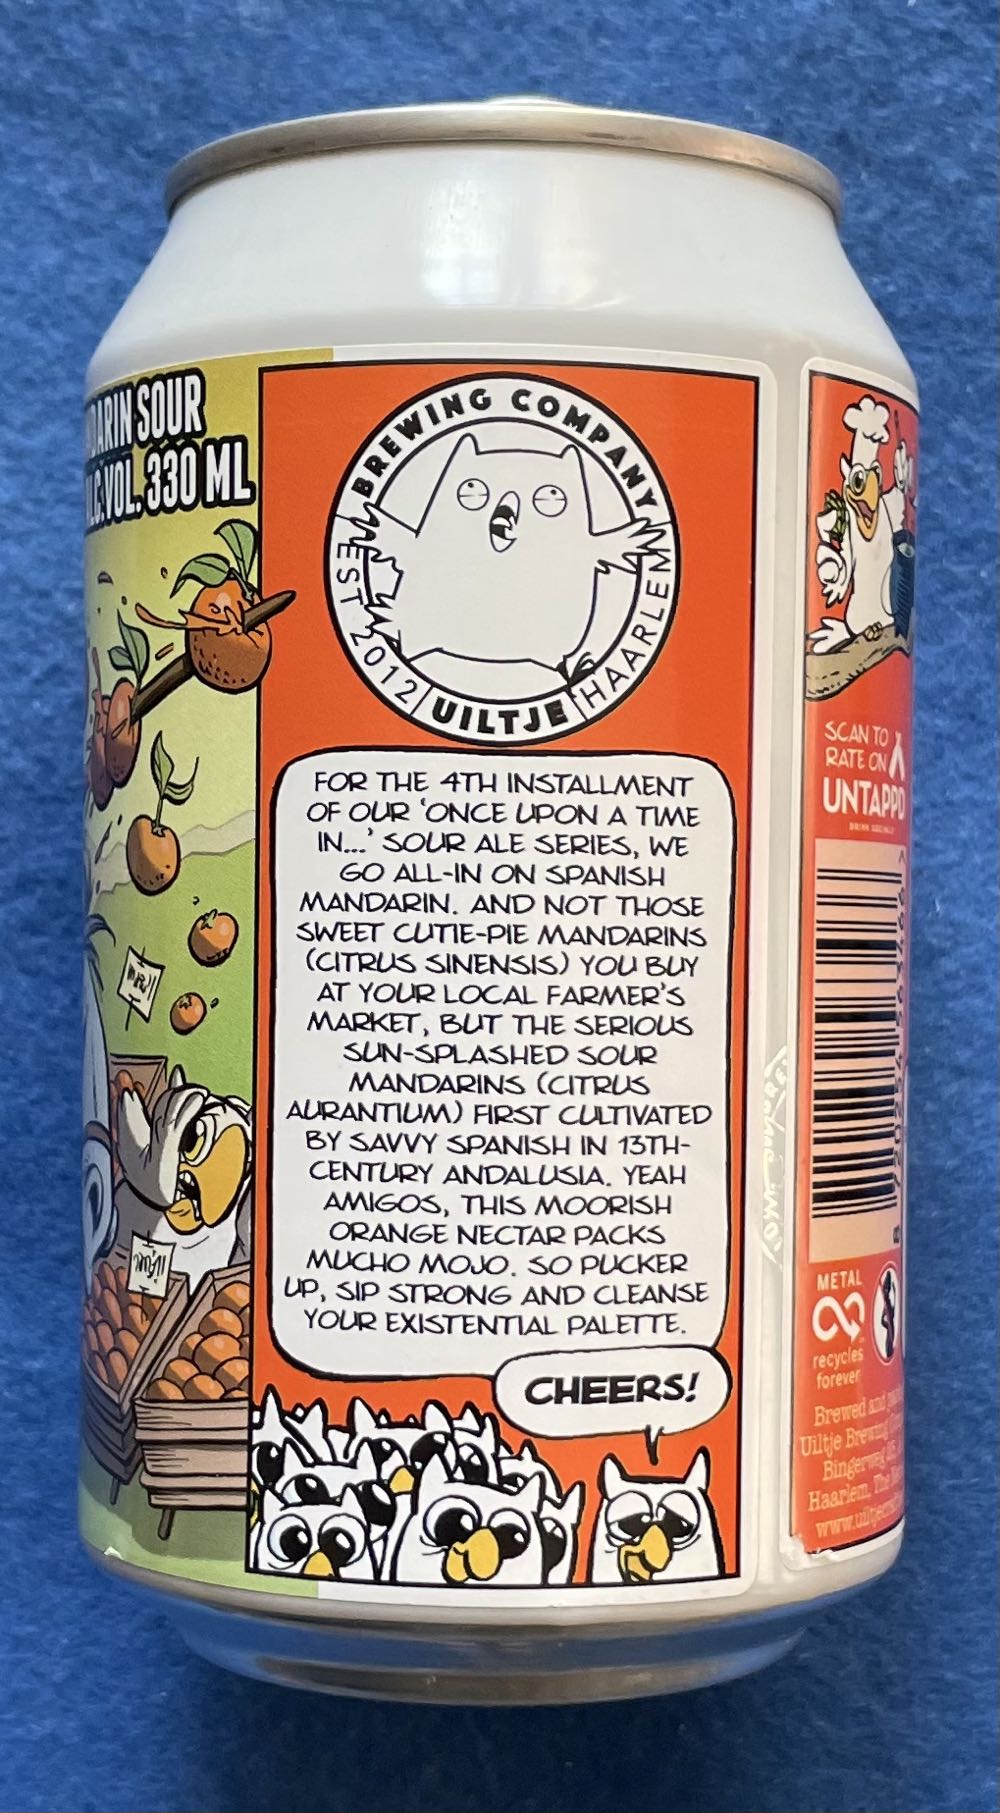 SOUR
VOL. 330 ML
BREWING COMPANY
EST 2012
UILTJE
HAARLEM
FOR THE 4TH INSTALLMENT
OF OUR 'ONCE UPON A TIME
IN...' SOUR ALE SERIES, WE
GO ALL-IN ON SPANISH
MANDARIN. AND NOT THOSE
SWEET CUTIE-PIE MANDARINS
(CITRUS SINENSIS) YOU BUY
AT YOUR LOCAL FARMER'S
MARKET, BUT THE SERIOUS
SUN-SPLASHED SOUR
MANDARINS (CITRUS
AURANTIUM) FIRST CULTIVATED
BY SAVVY SPANISH IN 13TH-
CENTURY ANDALUSIA. YEAH
AMIGOS, THIS MOORISH
ORANGE NECTAR PACKS
MUCHO MOJO. SO PUCKER
UP, SIP STRONG AND CLEANSE
YOUR EXISTENTIAL PALETTE.
CHEERS!
SCAN TO
RATE ON
UNTAPPD
DRINK SOCIALLY
METAL
recycles
forever
Brewed and
Uiltje Brewing
Bingerweg
Haarlem, The